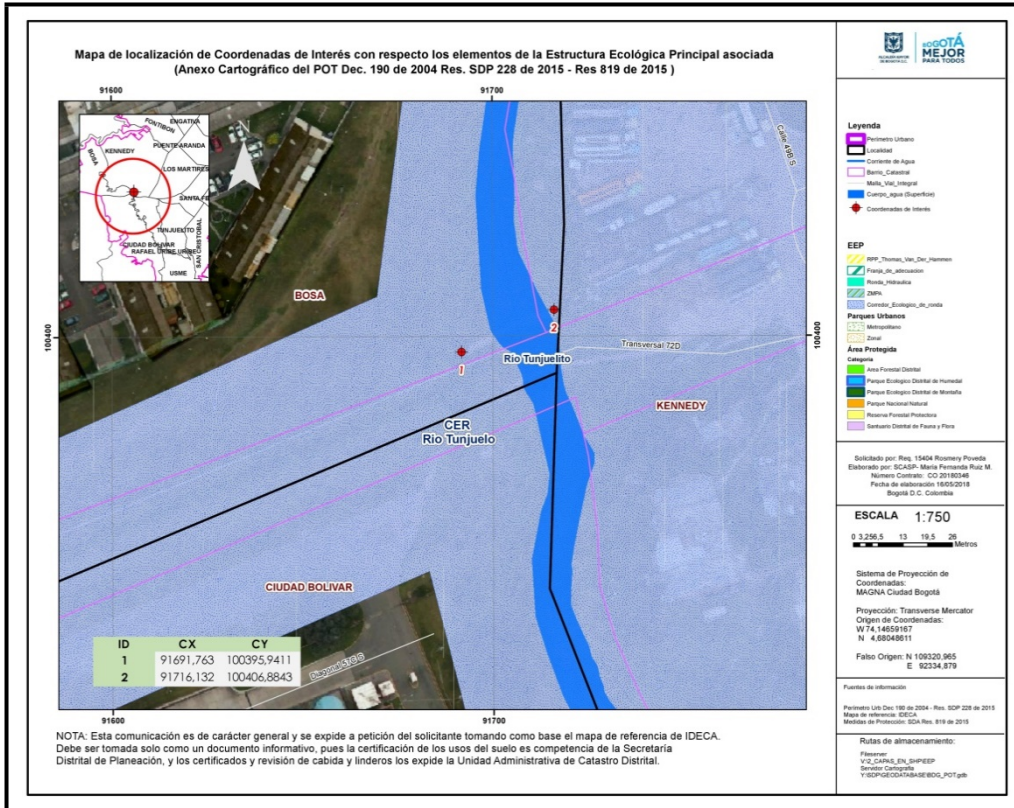 Mapa de localización de Coordenadas de Interés con respecto los elementos de la Estructura Ecológica Principal asociada
(Anexo Cartográfico del POT Dec. 190 de 2004 Res. SDP 228 de 2015 - Res 819 de 2015 )
91600
91700
FONTIBON
ENGATIVA
PUENTE ARANDA
KENNEDY
BOSA
LOS MARTIRES
SANTA FE
TUNJUELITO
CIUDAD BOLIVAR
RAFAEL URIBE URIBE
SAN CRISTOBAL
USME
Calle 49B S
BOSA
100400
100400
2
Transversal 72D
Rio Tunjuelito
1
KENNEDY
CER
Rio Tunjuelo
CIUDAD BOLIVAR
Diagonal 57C S
ID CX CY
1 91691,763 100395,9411
2 91716,132 100406,8843
91600
91700
NOTA: Esta comunicación es de carácter general y se expide a petición del solicitante tomando como base el mapa de referencia de IDECA.
Debe ser tomada solo como un documento informativo, pues la certificación de los usos del suelo es competencia de la Secretaría
Distrital de Planeación, y los certificados y revisión de cabida y linderos los expide la Unidad Administrativa de Catastro Distrital.
BOGOTÁ
MEJOR
PARA TODOS
Leyenda
Perimetro Urbano
Localidad
Corriente de Agua
Barrio_Catastral
Malla_Vial_Integral
Cuerpo_agua (Superficie)
Coordenadas de Interés
EEP
RPP_Thomas_Van_Der_Hammen
Franja_de_adecuacion
Ronda_Hidraulica
ZMPA
Corredor_Ecologico_de_ronda
Parques Urbanos
Metropolitano
Zonal
Área Protegida
Categoria
Area Forestal Distrital
Parque Ecologico Distrital de Humedal
Parque Ecologico Distrital de Montaña
Parque Nacional Natural
Reserva Forestal Protectora
Santuario Distrital de Fauna y Flora
Solicitado por: Req. 15404 Rosmery Poveda
Elaborado por: SCASP- María Fernanda Ruiz M.
Número Contrato: CO 20180346
Fecha de elaboración 16/05/2018
Bogotá D.C. Colombia
ESCALA 1:750
0 3,256,5 13 19,5 26
Metros
Sistema de Proyección de
Coordenadas:
MAGNA Ciudad Bogotá
Proyección: Transverse Mercator
Origen de Coordenadas:
W 74,14659167
N 4,68048611
Falso Origen: N 109320,965
E 92334,879
Fuentes de información
Perímetro Urb Dec 190 de 2004 - Res. SDP 228 de 2015
Mapa de referencia: IDECA
Medidas de Protección: SDA Res. 819 de 2015
Rutas de almacenamiento:
Fileserver
V:\2_CAPAS_EN_SHP\EEP
Servidor Cartografía
Y:\SDP\GEODATABASE\BDG_POT.gdb